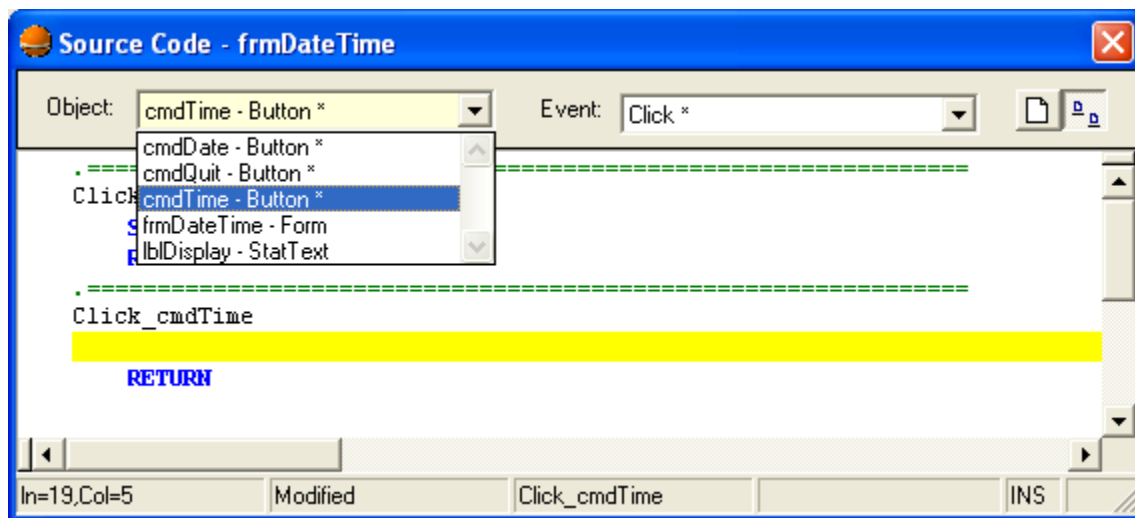 Source Code - frmDateTime
Object: cmdTime - Button * Event: Click *
cmdDate - Button *
cmdQuit - Button *
cmdTime - Button *
frmDateTime - Form
lblDisplay - StatText
.================================================================
Click
.================================================================
Click_cmdTime
RETURN
ln=19,Col=5 Modified Click_cmdTime INS